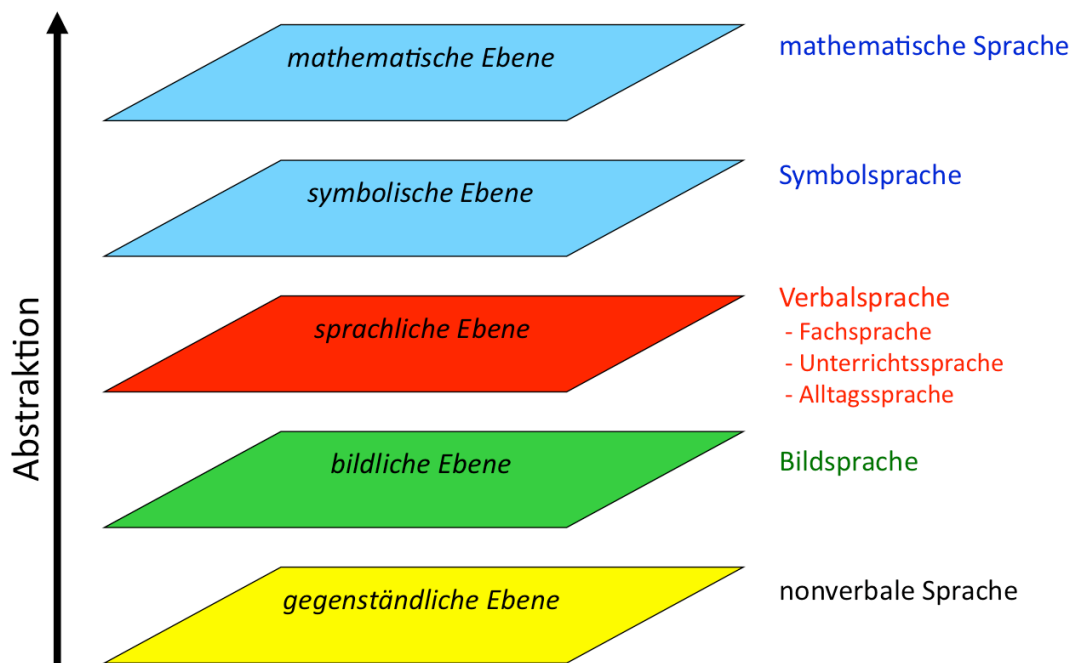 mathematische Ebene
mathematische Sprache
symbolische Ebene
Symbolsprache
Abstraktion
sprachliche Ebene
Verbalsprache
- Fachsprache
- Unterrichtssprache
- Alltagssprache
bildliche Ebene
Bildsprache
gegenständliche Ebene
nonverbale Sprache